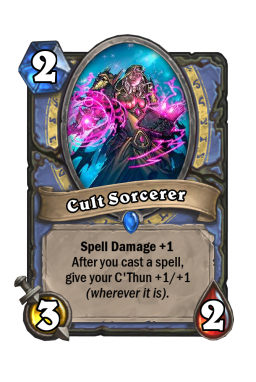 2
Cult Sorcerer
Spell Damage +1
After you cast a spell,
give your C'Thun +1/+1
(wherever it is).
3
2